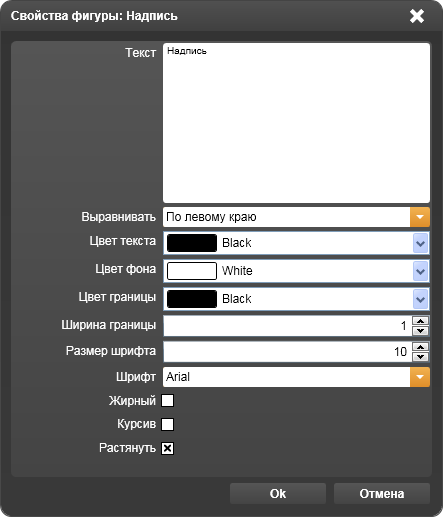 Свойства фигуры: Надпись
Текст Надпись
Выравнивать По левому краю
Цвет текста Black
Цвет фона White
Цвет границы Black
Ширина границы 1
Размер шрифта 10
Шрифт Arial
Жирный
Курсив
Растянуть
Ok Отмена